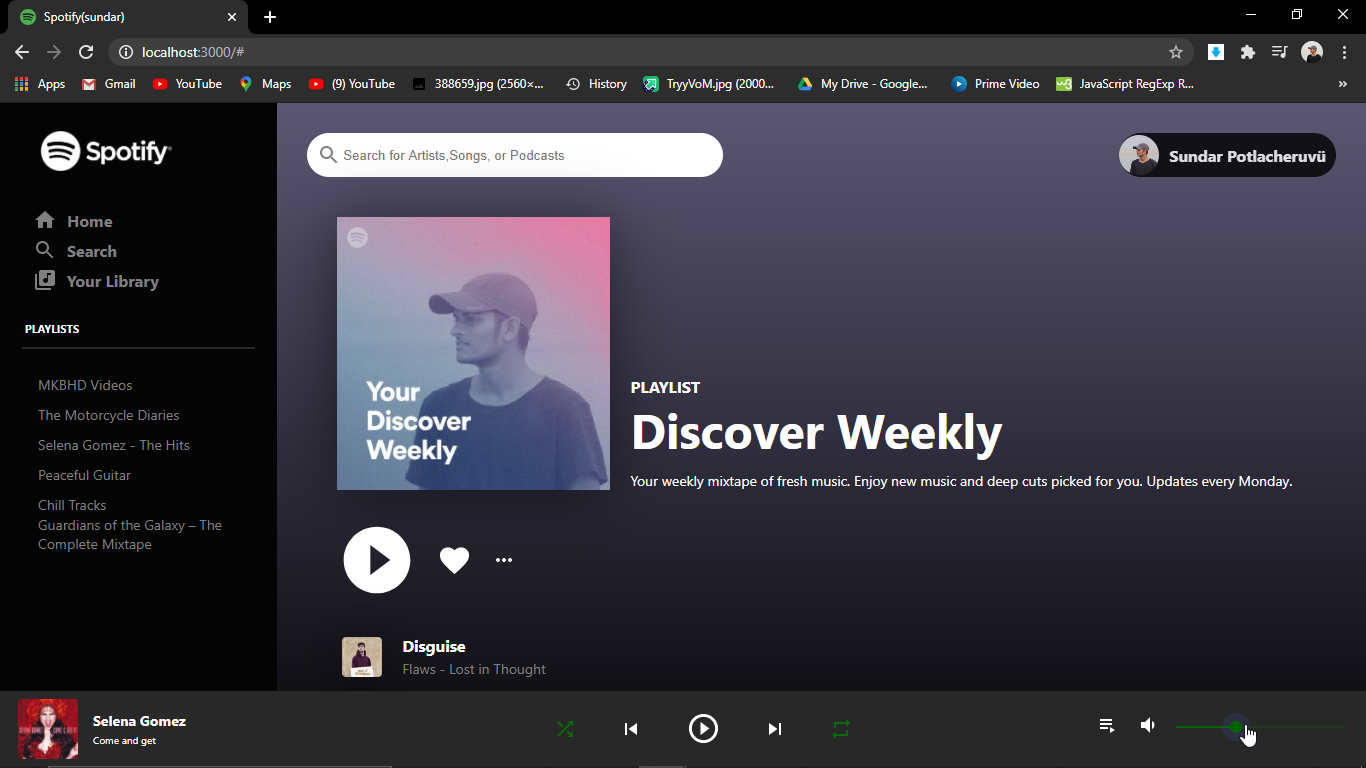 Spotify(sundar)
localhost:3000/#
Apps
Gmail
YouTube
Maps
(9) YouTube
388659.jpg (2560×...
History
TryyVoM.jpg (2000...
My Drive - Google...
Prime Video
w3
JavaScript RegExp R...
»
Spotify
Search for Artists,Songs, or Podcasts
Sundar Potlacheruvü
Home
Search
Your Library
PLAYLISTS
MKBHD Videos
The Motorcycle Diaries
Selena Gomez - The Hits
Peaceful Guitar
Chill Tracks
Guardians of the Galaxy – The
Complete Mixtape
Your
Discover
Weekly
PLAYLIST
Discover Weekly
Your weekly mixtape of fresh music. Enjoy new music and deep cuts picked for you. Updates every Monday.
Disguise
Flaws - Lost in Thought
Selena Gomez
Come and get